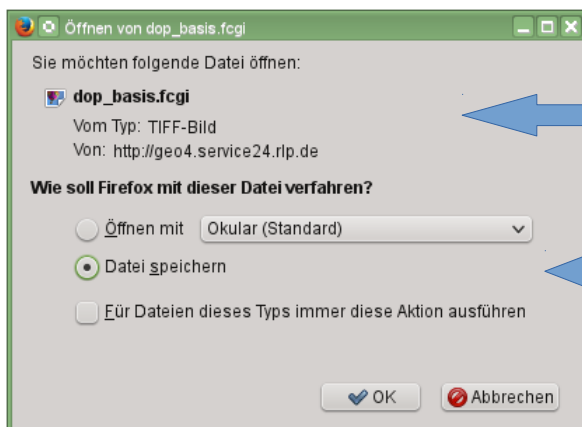 Öffnen von dop_basis.fcgi
Sie möchten folgende Datei öffnen:
dop_basis.fcgi
Vom Typ: TIFF-Bild
Von: http://geo4.service24.rlp.de
Wie soll Firefox mit dieser Datei verfahren?
Öffnen mit Okular (Standard)
Datei speichern
Für Dateien dieses Typs immer diese Aktion ausführen
OK Abbrechen